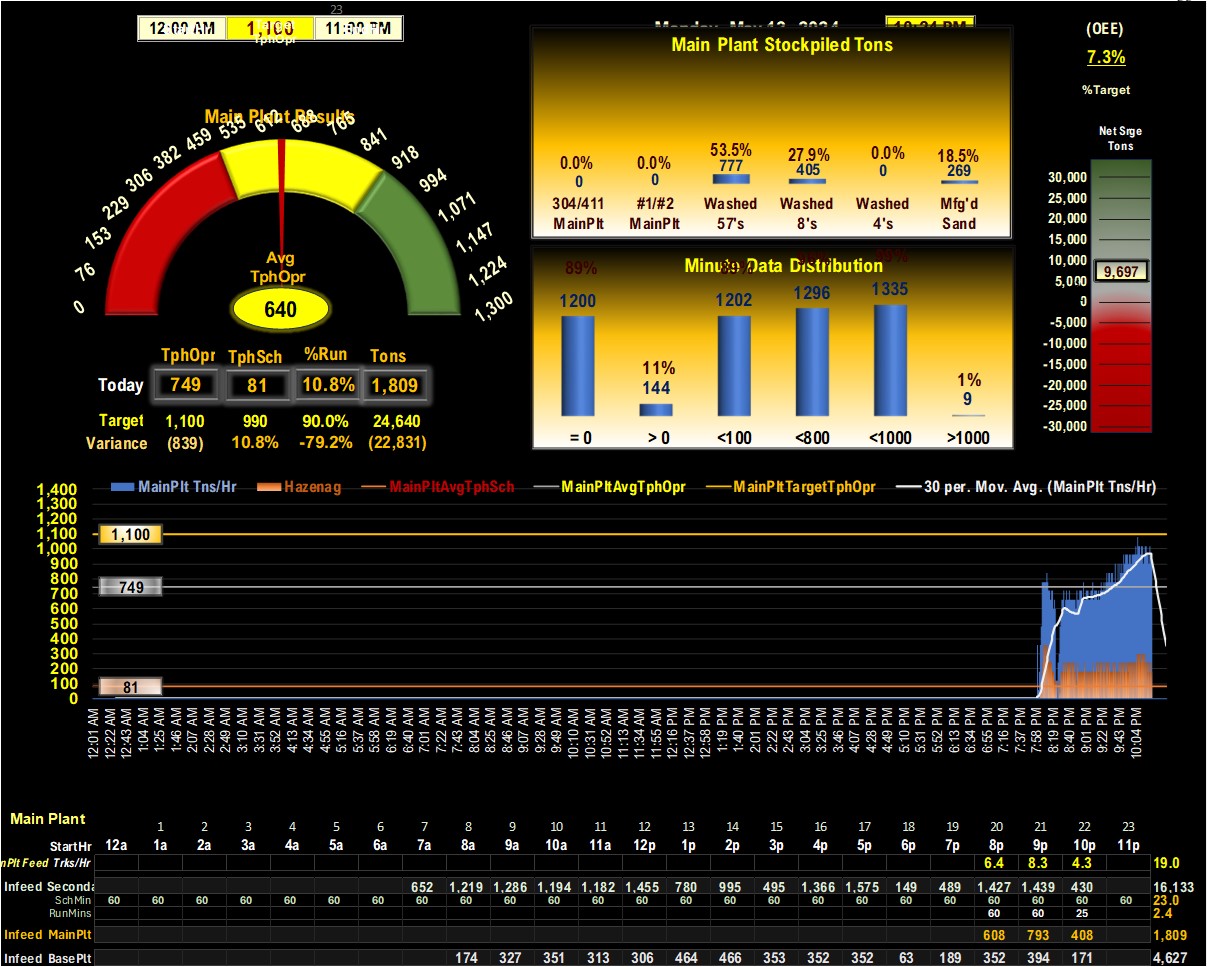 23
12:00 AM 1,100 11:00 PM
TphOpr
Monday, May 13, 2024 10:24 PM
(OEE)
7.3%
%Target
Main Plant Stockpiled Tons
53.5% 27.9% 0.0% 18.5%
0.0% 0.0% 777 405 0 269
0 0
304/411 #1/#2 Washed Washed Washed Mfg'd
MainPlt MainPlt 57's 8's 4's Sand
Net Srge
Tons
30,000
25,000
20,000
15,000
10,000
9,697
5,000
0
-5,000
-10,000
-15,000
-20,000
-25,000
-30,000
Main Plant Results
0 76 153 229 306 382 459 535 612 688 765 841 918 994 1,071 1,147 1,224 1,300
Avg
TphOpr
640
Minute Data Distribution
89%
1200 1202 1296 1335
11% 1%
144 9
= 0 > 0 <100 <800 <1000 >1000
TphOpr TphSch %Run Tons
Today 749 81 10.8% 1,809
Target 1,100 990 90.0% 24,640
Variance (839) 10.8% -79.2% (22,831)
MainPlt Tns/Hr Hazenag MainPltAvgTphSch MainPltAvgTphOpr MainPltTargetTphOpr 30 per. Mov. Avg. (MainPlt Tns/Hr)
1,400
1,300
1,200
1,100 1,100
1,000
900
800
700 749
600
500
400
300
200
100 81
0
12:01 AM 12:22 AM 12:43 AM 1:04 AM 1:25 AM 1:46 AM 2:07 AM 2:28 AM 2:49 AM 3:10 AM 3:31 AM 3:52 AM 4:13 AM 4:34 AM 4:55 AM 5:16 AM 5:37 AM 5:58 AM 6:19 AM 6:40 AM 7:01 AM 7:22 AM 7:43 AM 8:04 AM 8:25 AM 8:46 AM 9:07 AM 9:28 AM 9:49 AM 10:10 AM 10:31 AM 10:52 AM 11:13 AM 11:34 AM 11:55 AM 12:16 PM 12:37 PM 12:58 PM 1:19 PM 1:40 PM 2:01 PM 2:22 PM 2:43 PM 3:04 PM 3:25 PM 3:46 PM 4:07 PM 4:28 PM 4:49 PM 5:10 PM 5:31 PM 5:52 PM 6:13 PM 6:34 PM 6:55 PM 7:16 PM 7:37 PM 7:58 PM 8:19 PM 8:40 PM 9:01 PM 9:22 PM 9:43 PM 10:04 PM
Main Plant
1 2 3 4 5 6 7 8 9 10 11 12 13 14 15 16 17 18 19 20 21 22 23
StartHr 12a 1a 2a 3a 4a 5a 6a 7a 8a 9a 10a 11a 12p 1p 2p 3p 4p 5p 6p 7p 8p 9p 10p 11p
nPlt Feed Trks/Hr 6.4 8.3 4.3 19.0
Infeed Seconda 652 1,219 1,286 1,194 1,182 1,455 780 995 495 1,366 1,575 149 489 1,427 1,439 430 16,133
SchMin 60 60 60 60 60 60 60 60 60 60 60 60 60 60 60 60 60 60 60 60 60 60 60 60 23.0
RunMins 60 60 25 2.4
Infeed MainPlt 608 793 408 1,809
Infeed BasePlt 174 327 351 313 306 464 466 353 352 352 63 189 352 394 171 4,627